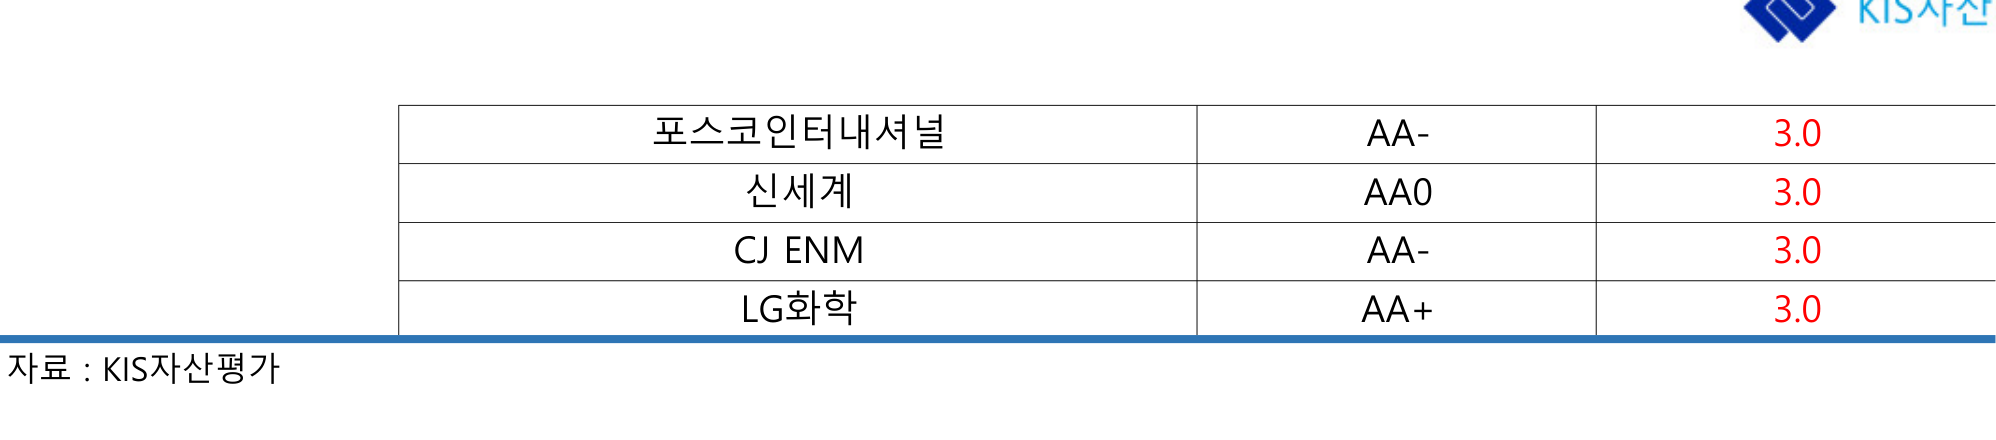 KIS자산
포스코인터내셔널 AA- 3.0
신세계 AA0 3.0
CJ ENM AA- 3.0
LG화학 AA+ 3.0
자료 : KIS자산평가